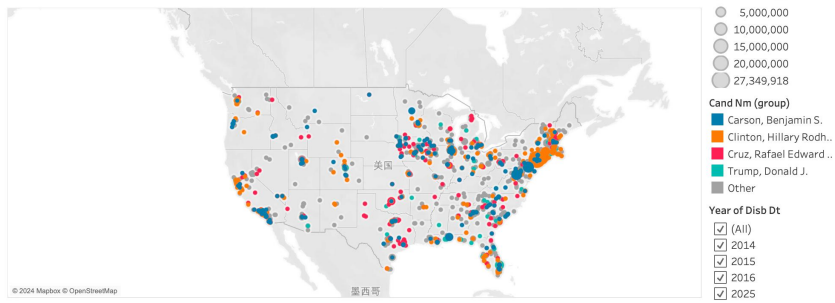 美国
墨西哥
© 2024 Mapbox © OpenStreetMap
5,000,000
10,000,000
15,000,000
20,000,000
27,349,918
Cand Nm (group)
Carson, Benjamin S.
Clinton, Hillary Rodh..
Cruz, Rafael Edward ..
Trump, Donald J.
Other
Year of Disb Dt
(All)
2014
2015
2016
2025